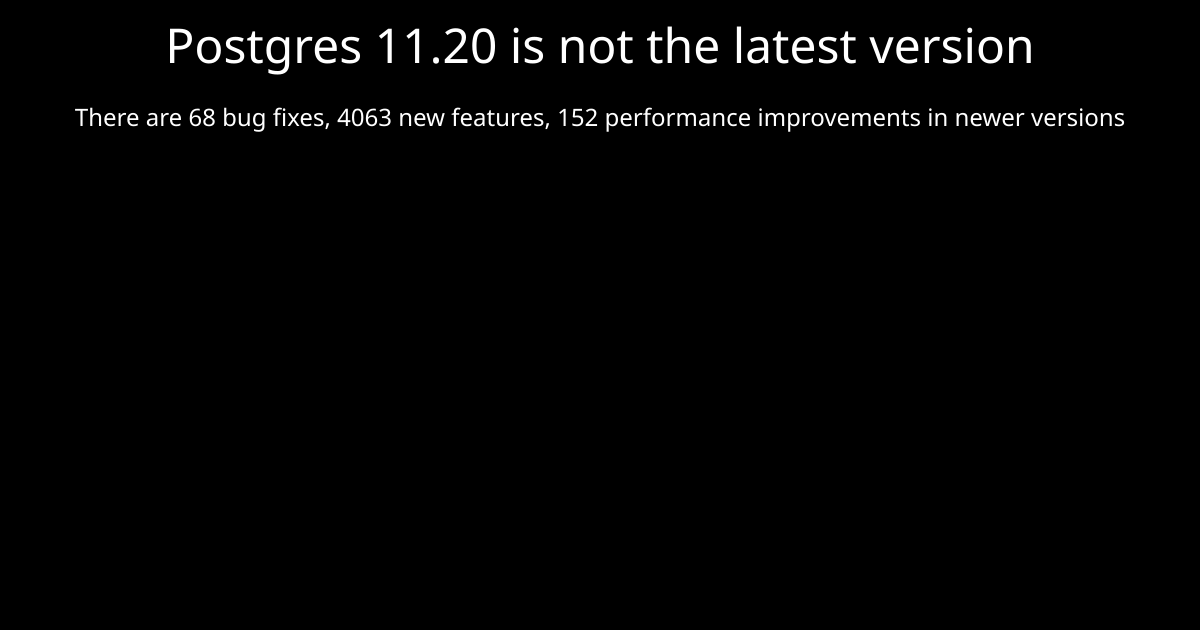 Postgres 11.20 is not the latest version
There are 68 bug fixes, 4063 new features, 152 performance improvements in newer versions